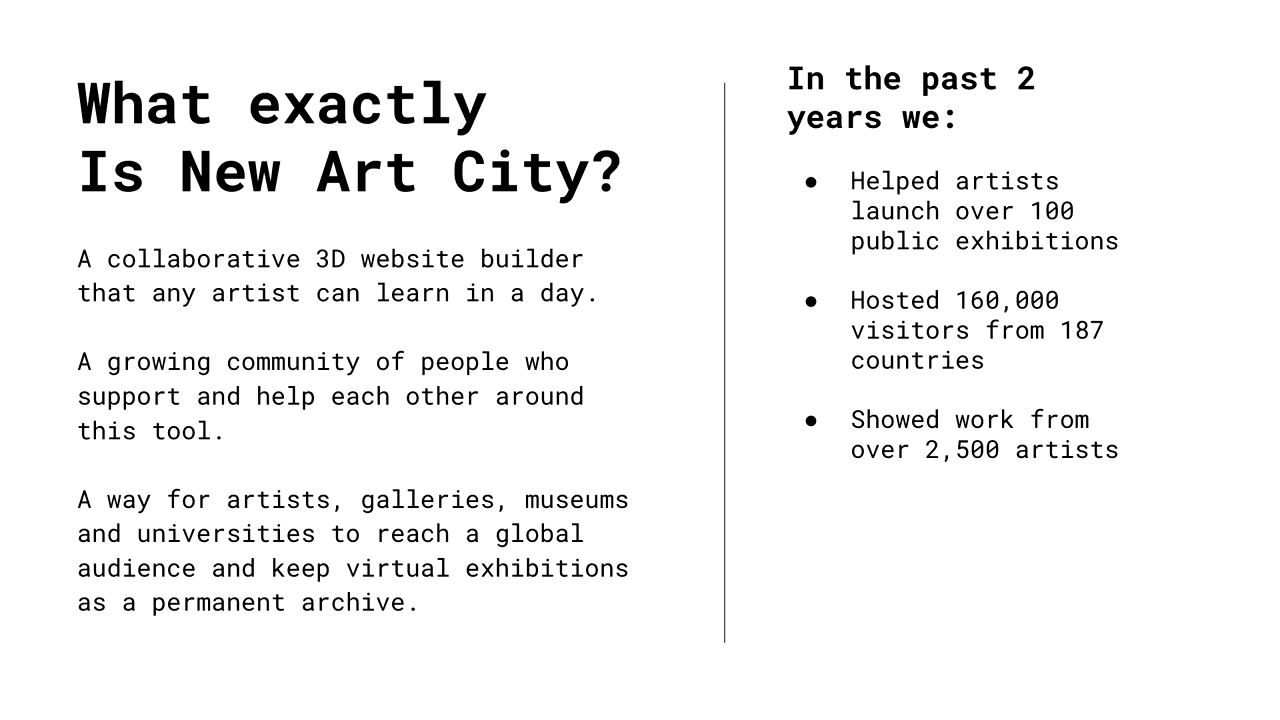 What exactly
Is New Art City?
A collaborative 3D website builder
that any artist can learn in a day.
A growing community of people who
support and help each other around
this tool.
A way for artists, galleries, museums
and universities to reach a global
audience and keep virtual exhibitions
as a permanent archive.
In the past 2
years we:
● Helped artists
launch over 100
public exhibitions
● Hosted 160,000
visitors from 187
countries
● Showed work from
over 2,500 artists